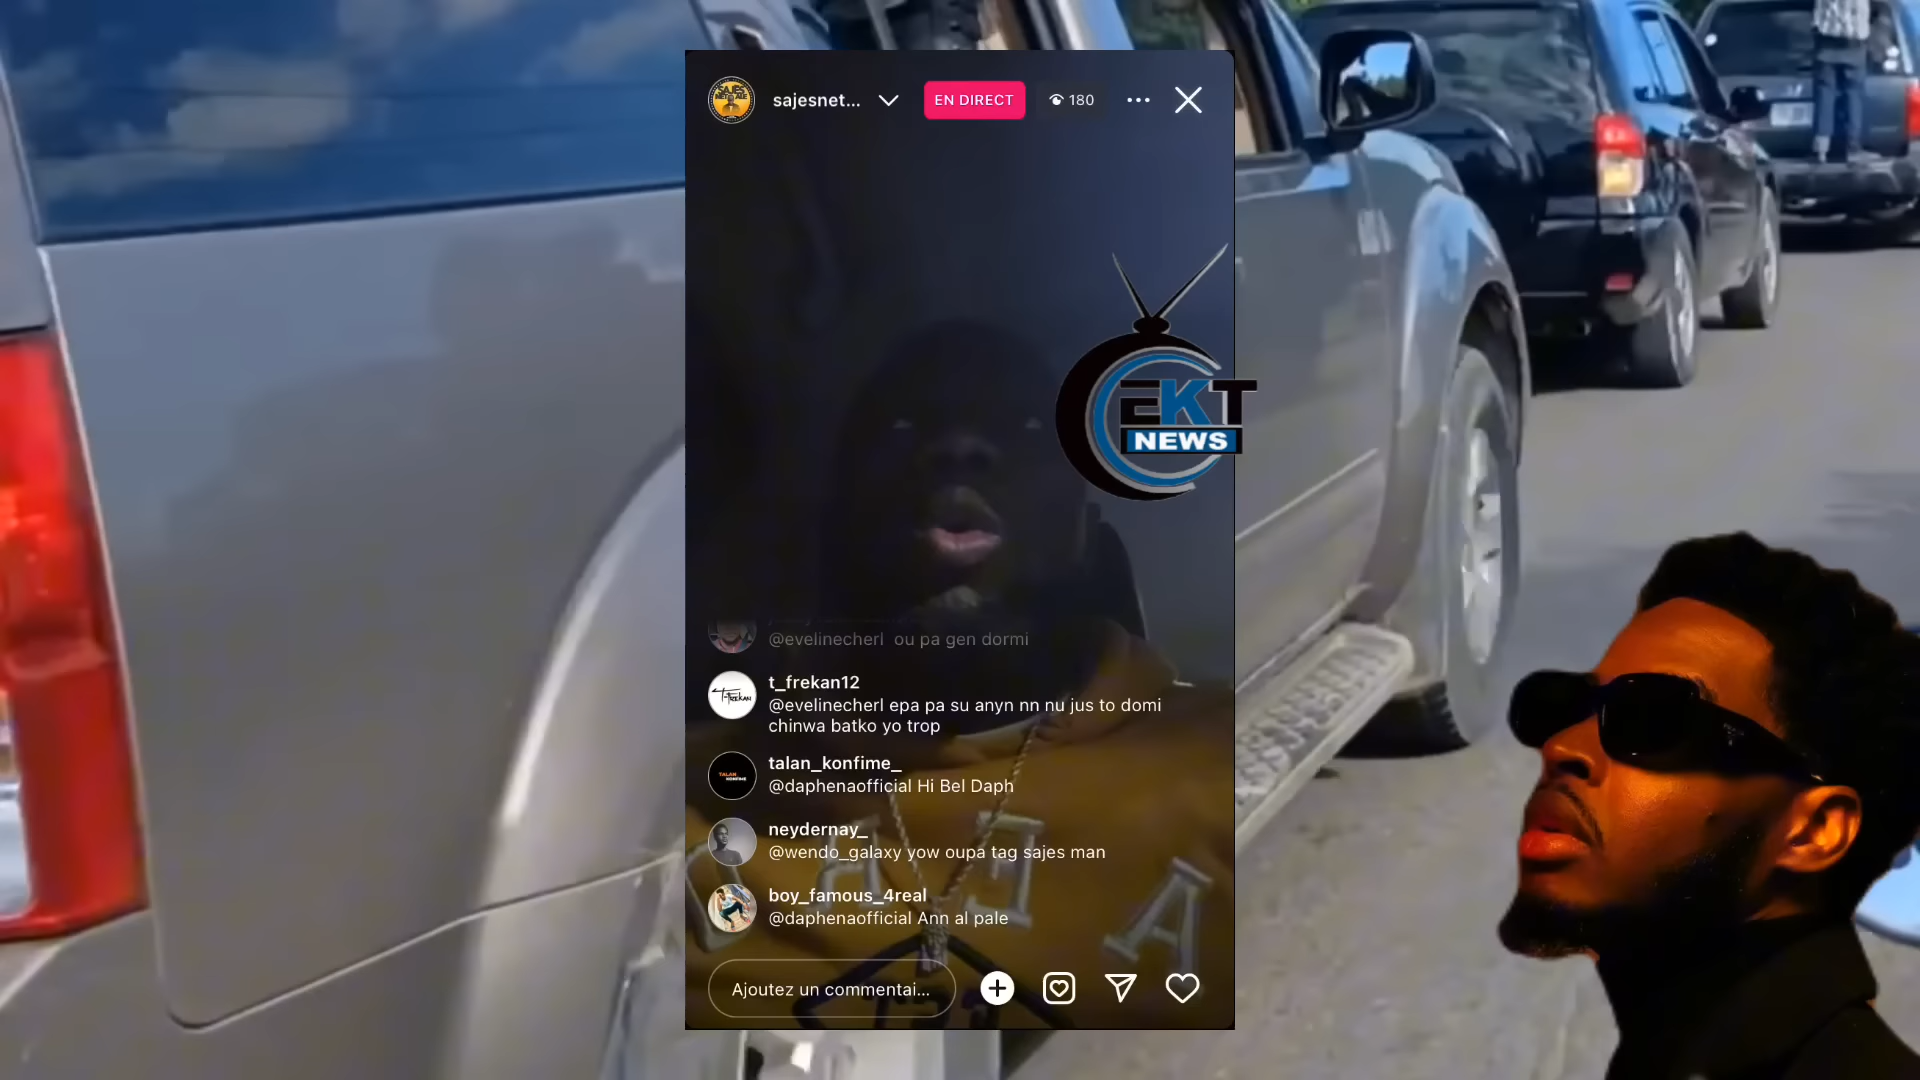 sajesnet...
EN DIRECT
180
EKT
NEWS
@evelinecherl ou pa gen dormi
t_frekan12
@evelinecherl epa pa su anyn nn nu jus to domi
chinwa batko yo trop
talan_konfime_
@daphenaofficial Hi Bel Daph
neydernay_
@wendo_galaxy yow oupa tag sajes man
boy_famous_4real
@daphenaofficial Ann al pale
Ajoutez un commentai...